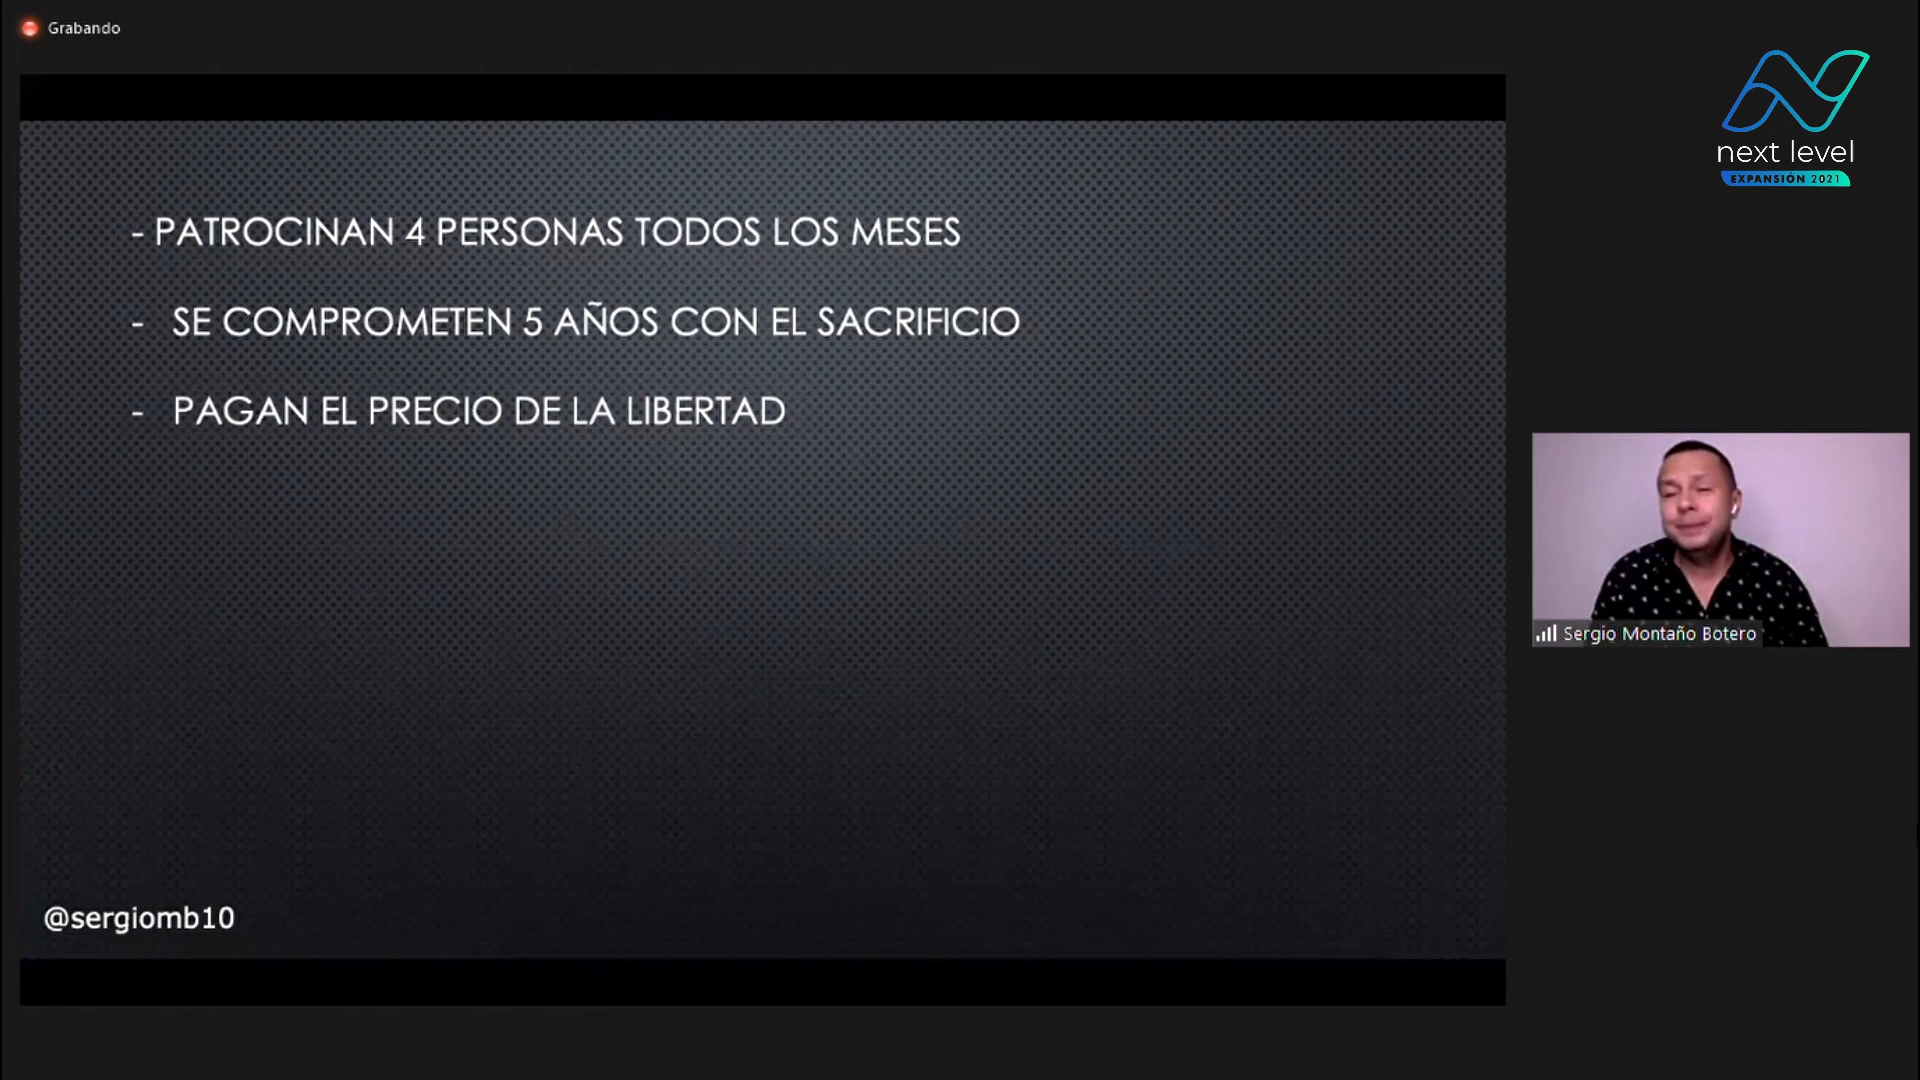 Grabando
next level
EXPANSIÓN 2021
- PATROCINAN 4 PERSONAS TODOS LOS MESES
- SE COMPROMETEN 5 AÑOS CON EL SACRIFICIO
- PAGAN EL PRECIO DE LA LIBERTAD
Sergio Montaño Botero
@sergiomb10